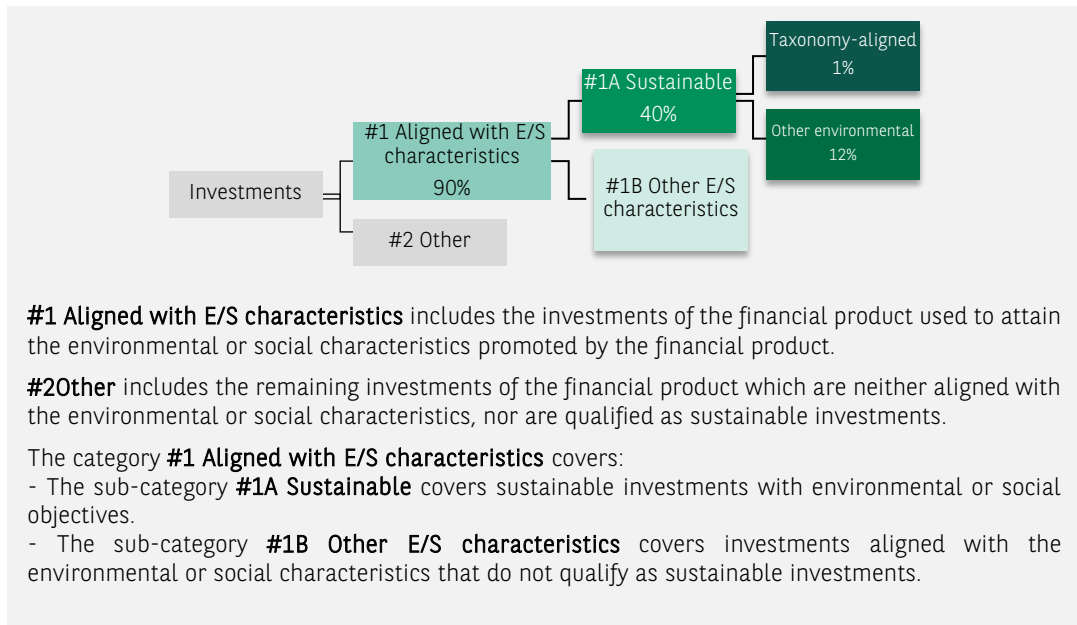 Taxonomy-aligned
1%
#1A Sustainable
40%
Other environmental
12%
#1 Aligned with E/S
characteristics
90%
#1B Other E/S
characteristics
Investments
#2 Other
#1 Aligned with E/S characteristics includes the investments of the financial product used to attain
the environmental or social characteristics promoted by the financial product.
#2Other includes the remaining investments of the financial product which are neither aligned with
the environmental or social characteristics, nor are qualified as sustainable investments.
The category #1 Aligned with E/S characteristics covers:
- The sub-category #1A Sustainable covers sustainable investments with environmental or social
objectives.
- The sub-category #1B Other E/S characteristics covers investments aligned with the
environmental or social characteristics that do not qualify as sustainable investments.